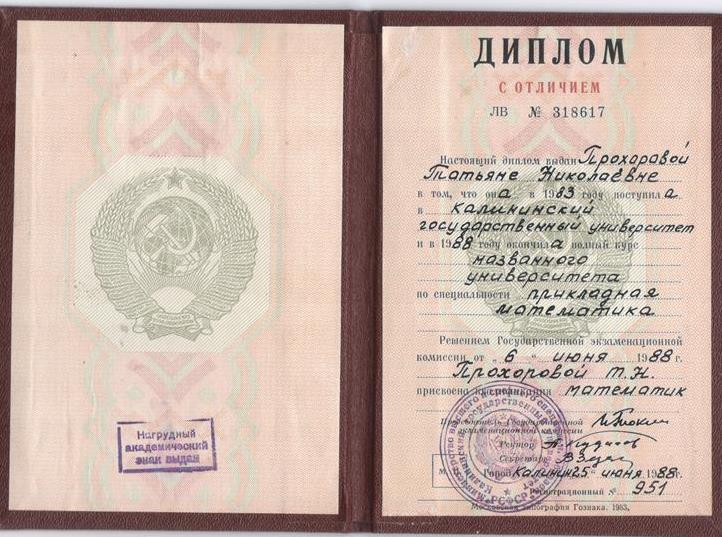 Нагрудный
академический
знак выдан
ДИПЛОМ
С ОТЛИЧИЕМ
ЛВ № 318617
Настоящий диплом выдан Прохоравой
Татьяне Николаевне
в том, что она в 1983 году поступила
в калининский
государственный университет
и в 1988 году окончила полный курс
названного
университета
по специальности прикладная
математика
Решением Государственной экзаменационной
комиссии от „6“ июня 1988 г.
Прохоровой Т.Н.
присвоена квалификация математик
Председатель Государственной
экзаменационной комиссии
Ректор
Секретарь
М. Город Калинин 25 июня 1988 г.
Регистрационный № 951
Московская типография Гознака. 1983.